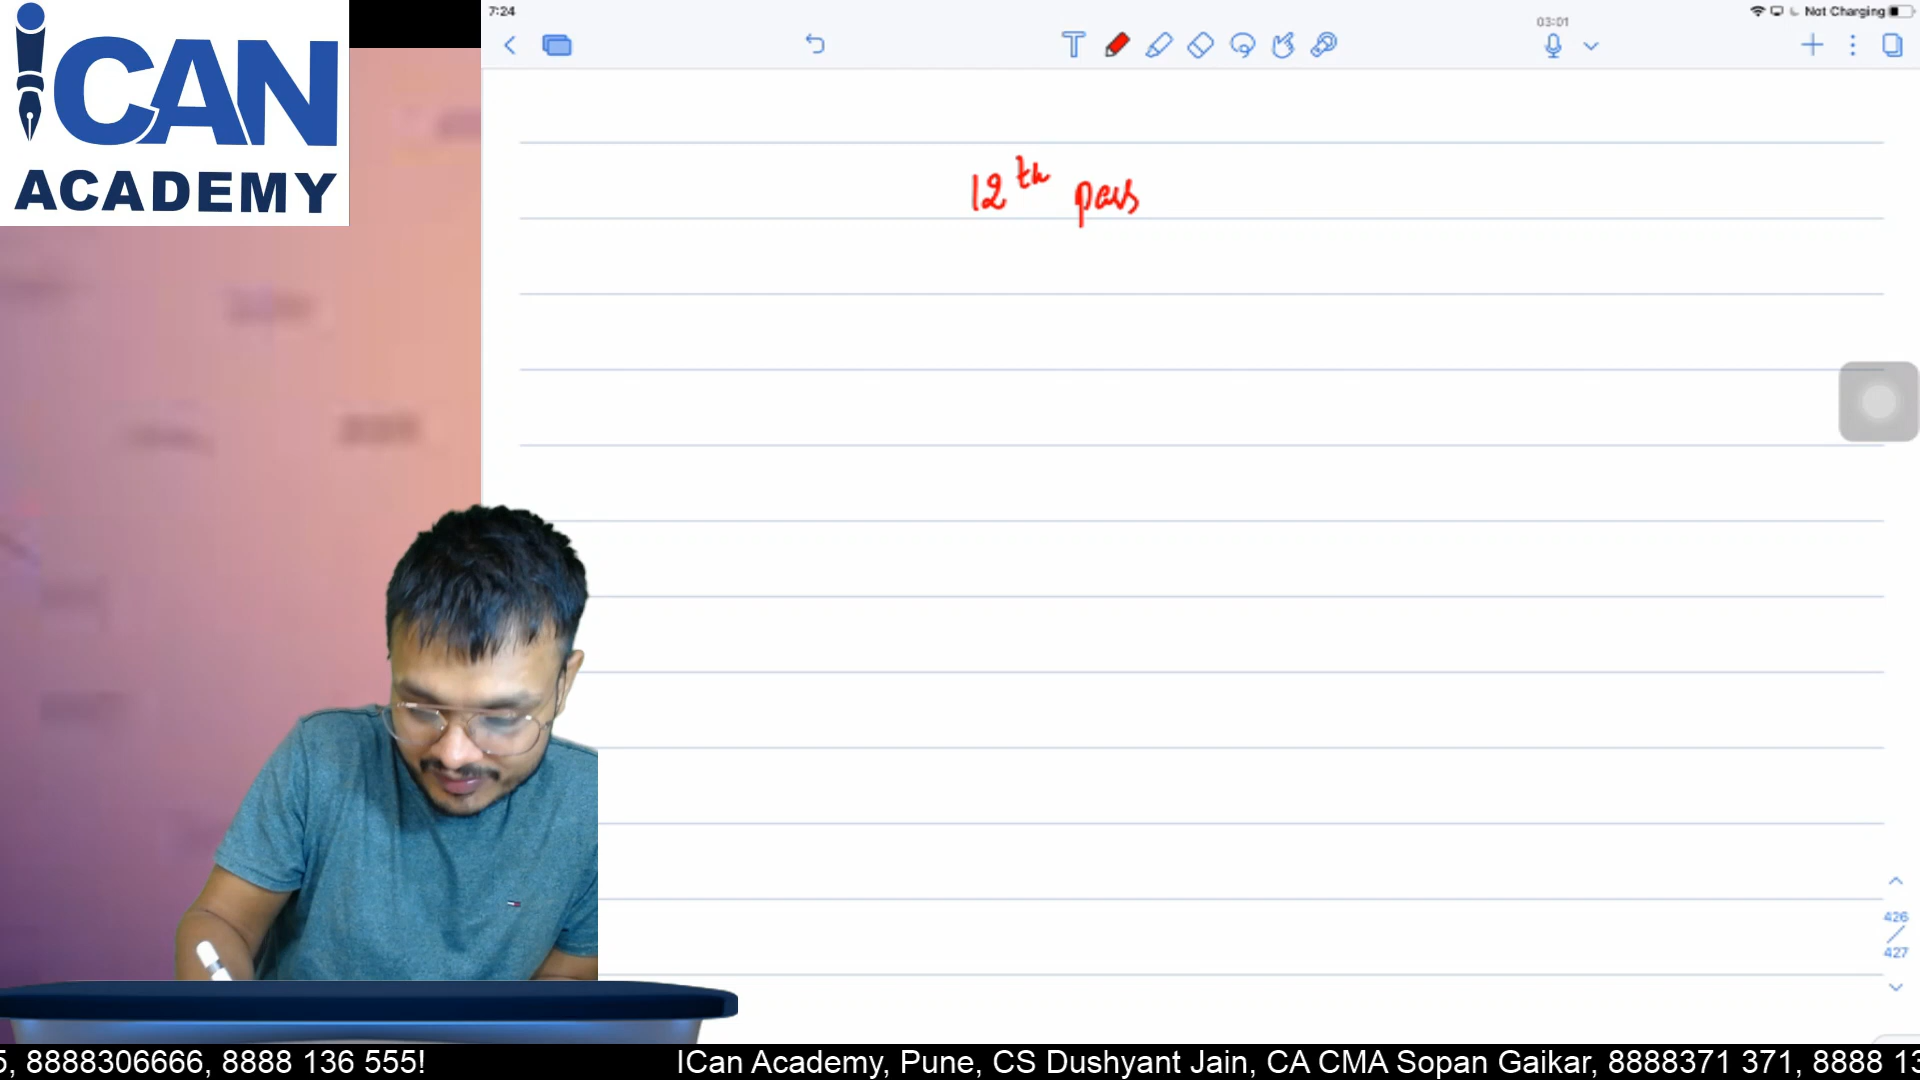 iCAN
ACADEMY
7:24
Not Charging
03:01
T
12th pass
426
427
5, 8888306666, 8888 136 555! ICan Academy, Pune, CS Dushyant Jain, CA CMA Sopan Gaikar, 8888371 371, 8888 13